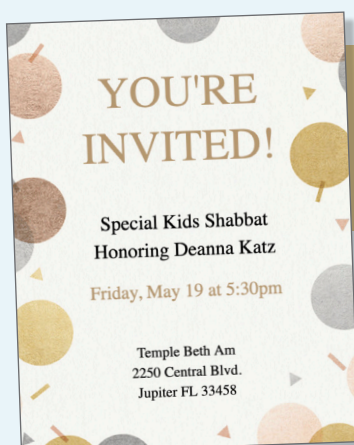 YOU'RE
INVITED!
Special Kids Shabbat
Honoring Deanna Katz
Friday, May 19 at 5:30pm
Temple Beth Am
2250 Central Blvd.
Jupiter FL 33458